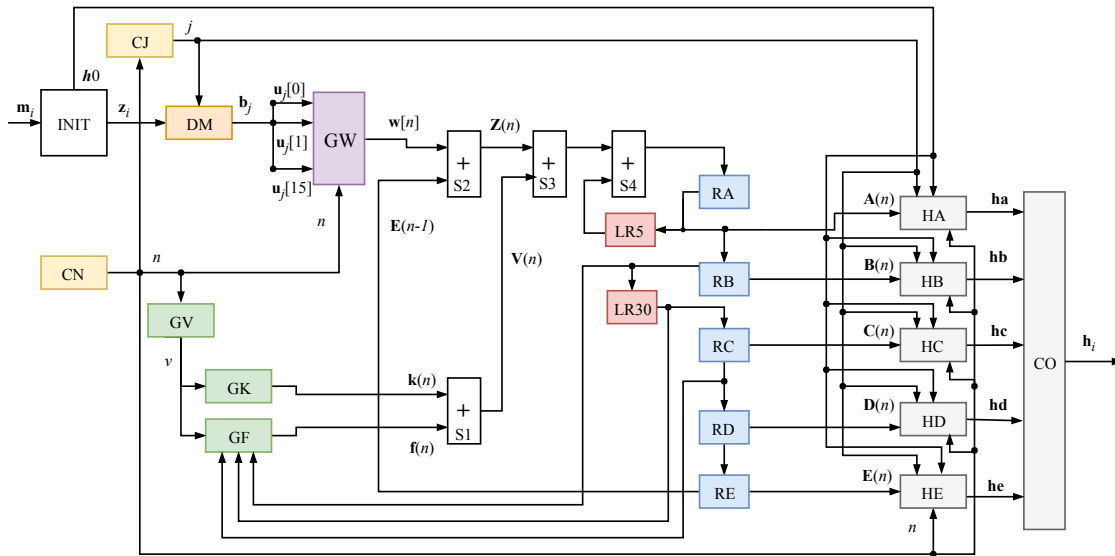 CJ
j
h0
m_i
INIT
z_i
DM
b_j
u_j[0]
u_j[1]
u_j[15]
GW
w[n]
n
+
S2
Z(n)
+
S3
+
S4
RA
LR5
E(n-1)
V(n)
A(n)
HA
ha
CN
n
RB
B(n)
HB
hb
GV
v
LR30
RC
C(n)
HC
hc
CO
h_i
GK
k(n)
+
S1
GF
f(n)
RD
D(n)
HD
hd
RE
E(n)
HE
he
n